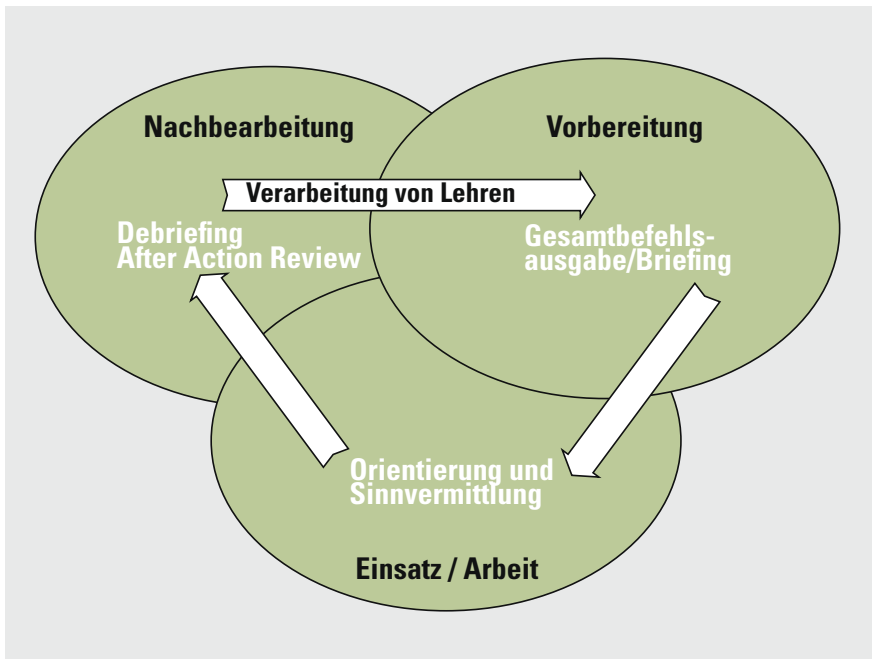 Nachbearbeitung
Vorbereitung
Verarbeitung von Lehren
Debriefing
After Action Review
Gesamtbefehls-
ausgabe/Briefing
Orientierung und
Sinnvermittlung
Einsatz / Arbeit